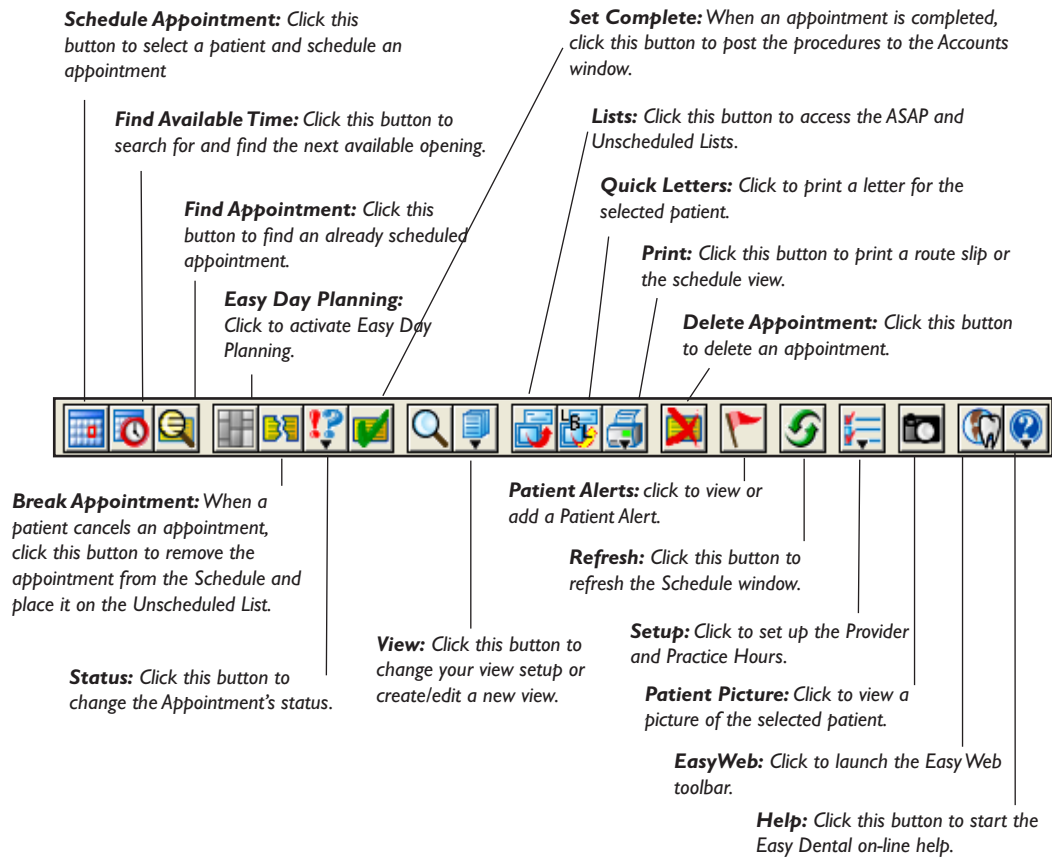 Schedule Appointment: Click this
button to select a patient and schedule an
appointment
Set Complete: When an appointment is completed,
click this button to post the procedures to the Accounts
window.
Find Available Time: Click this button to
search for and find the next available opening.
Lists: Click this button to access the ASAP and
Unscheduled Lists.
Find Appointment: Click this
button to find an already scheduled
appointment.
Quick Letters: Click to print a letter for the
selected patient.
Print: Click this button to print a route slip or
the schedule view.
Easy Day Planning:
Click to activate Easy Day
Planning.
Delete Appointment: Click this button
to delete an appointment.
LB
Break Appointment: When a
patient cancels an appointment,
click this button to remove the
appointment from the Schedule and
place it on the Unscheduled List.
Patient Alerts: click to view or
add a Patient Alert.
Refresh: Click this button to
refresh the Schedule window.
Status: Click this button to
change the Appointment's status.
View: Click this button to
change your view setup or
create/edit a new view.
Setup: Click to set up the Provider
and Practice Hours.
Patient Picture: Click to view a
picture of the selected patient.
EasyWeb: Click to launch the Easy Web
toolbar.
Help: Click this button to start the
Easy Dental on-line help.